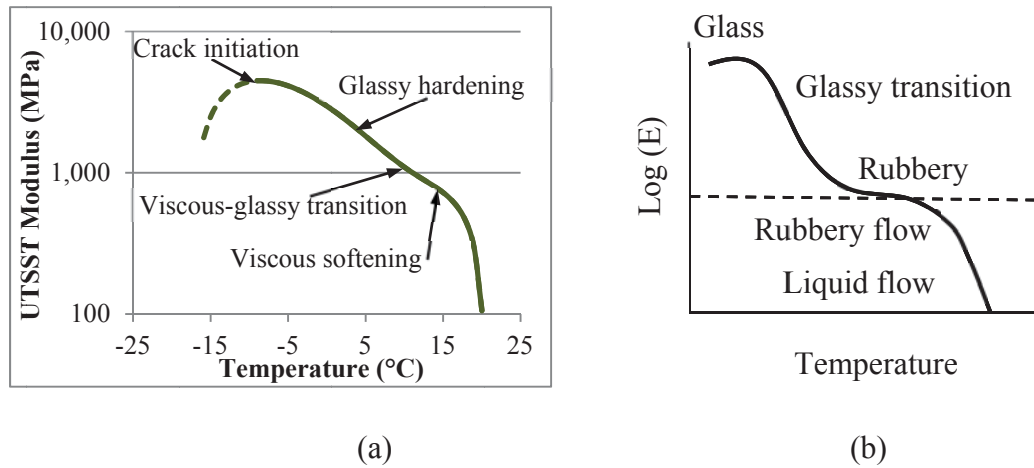 10,000
1,000
100
UTSST Modulus (MPa)
Crack initiation
Glassy hardening
Viscous-glassy transition
Viscous softening
-25
-15
-5
5
15
25
Temperature (°C)
(a)
Glass
Glassy transition
Rubbery
Rubbery flow
Liquid flow
Log (E)
Temperature
(b)